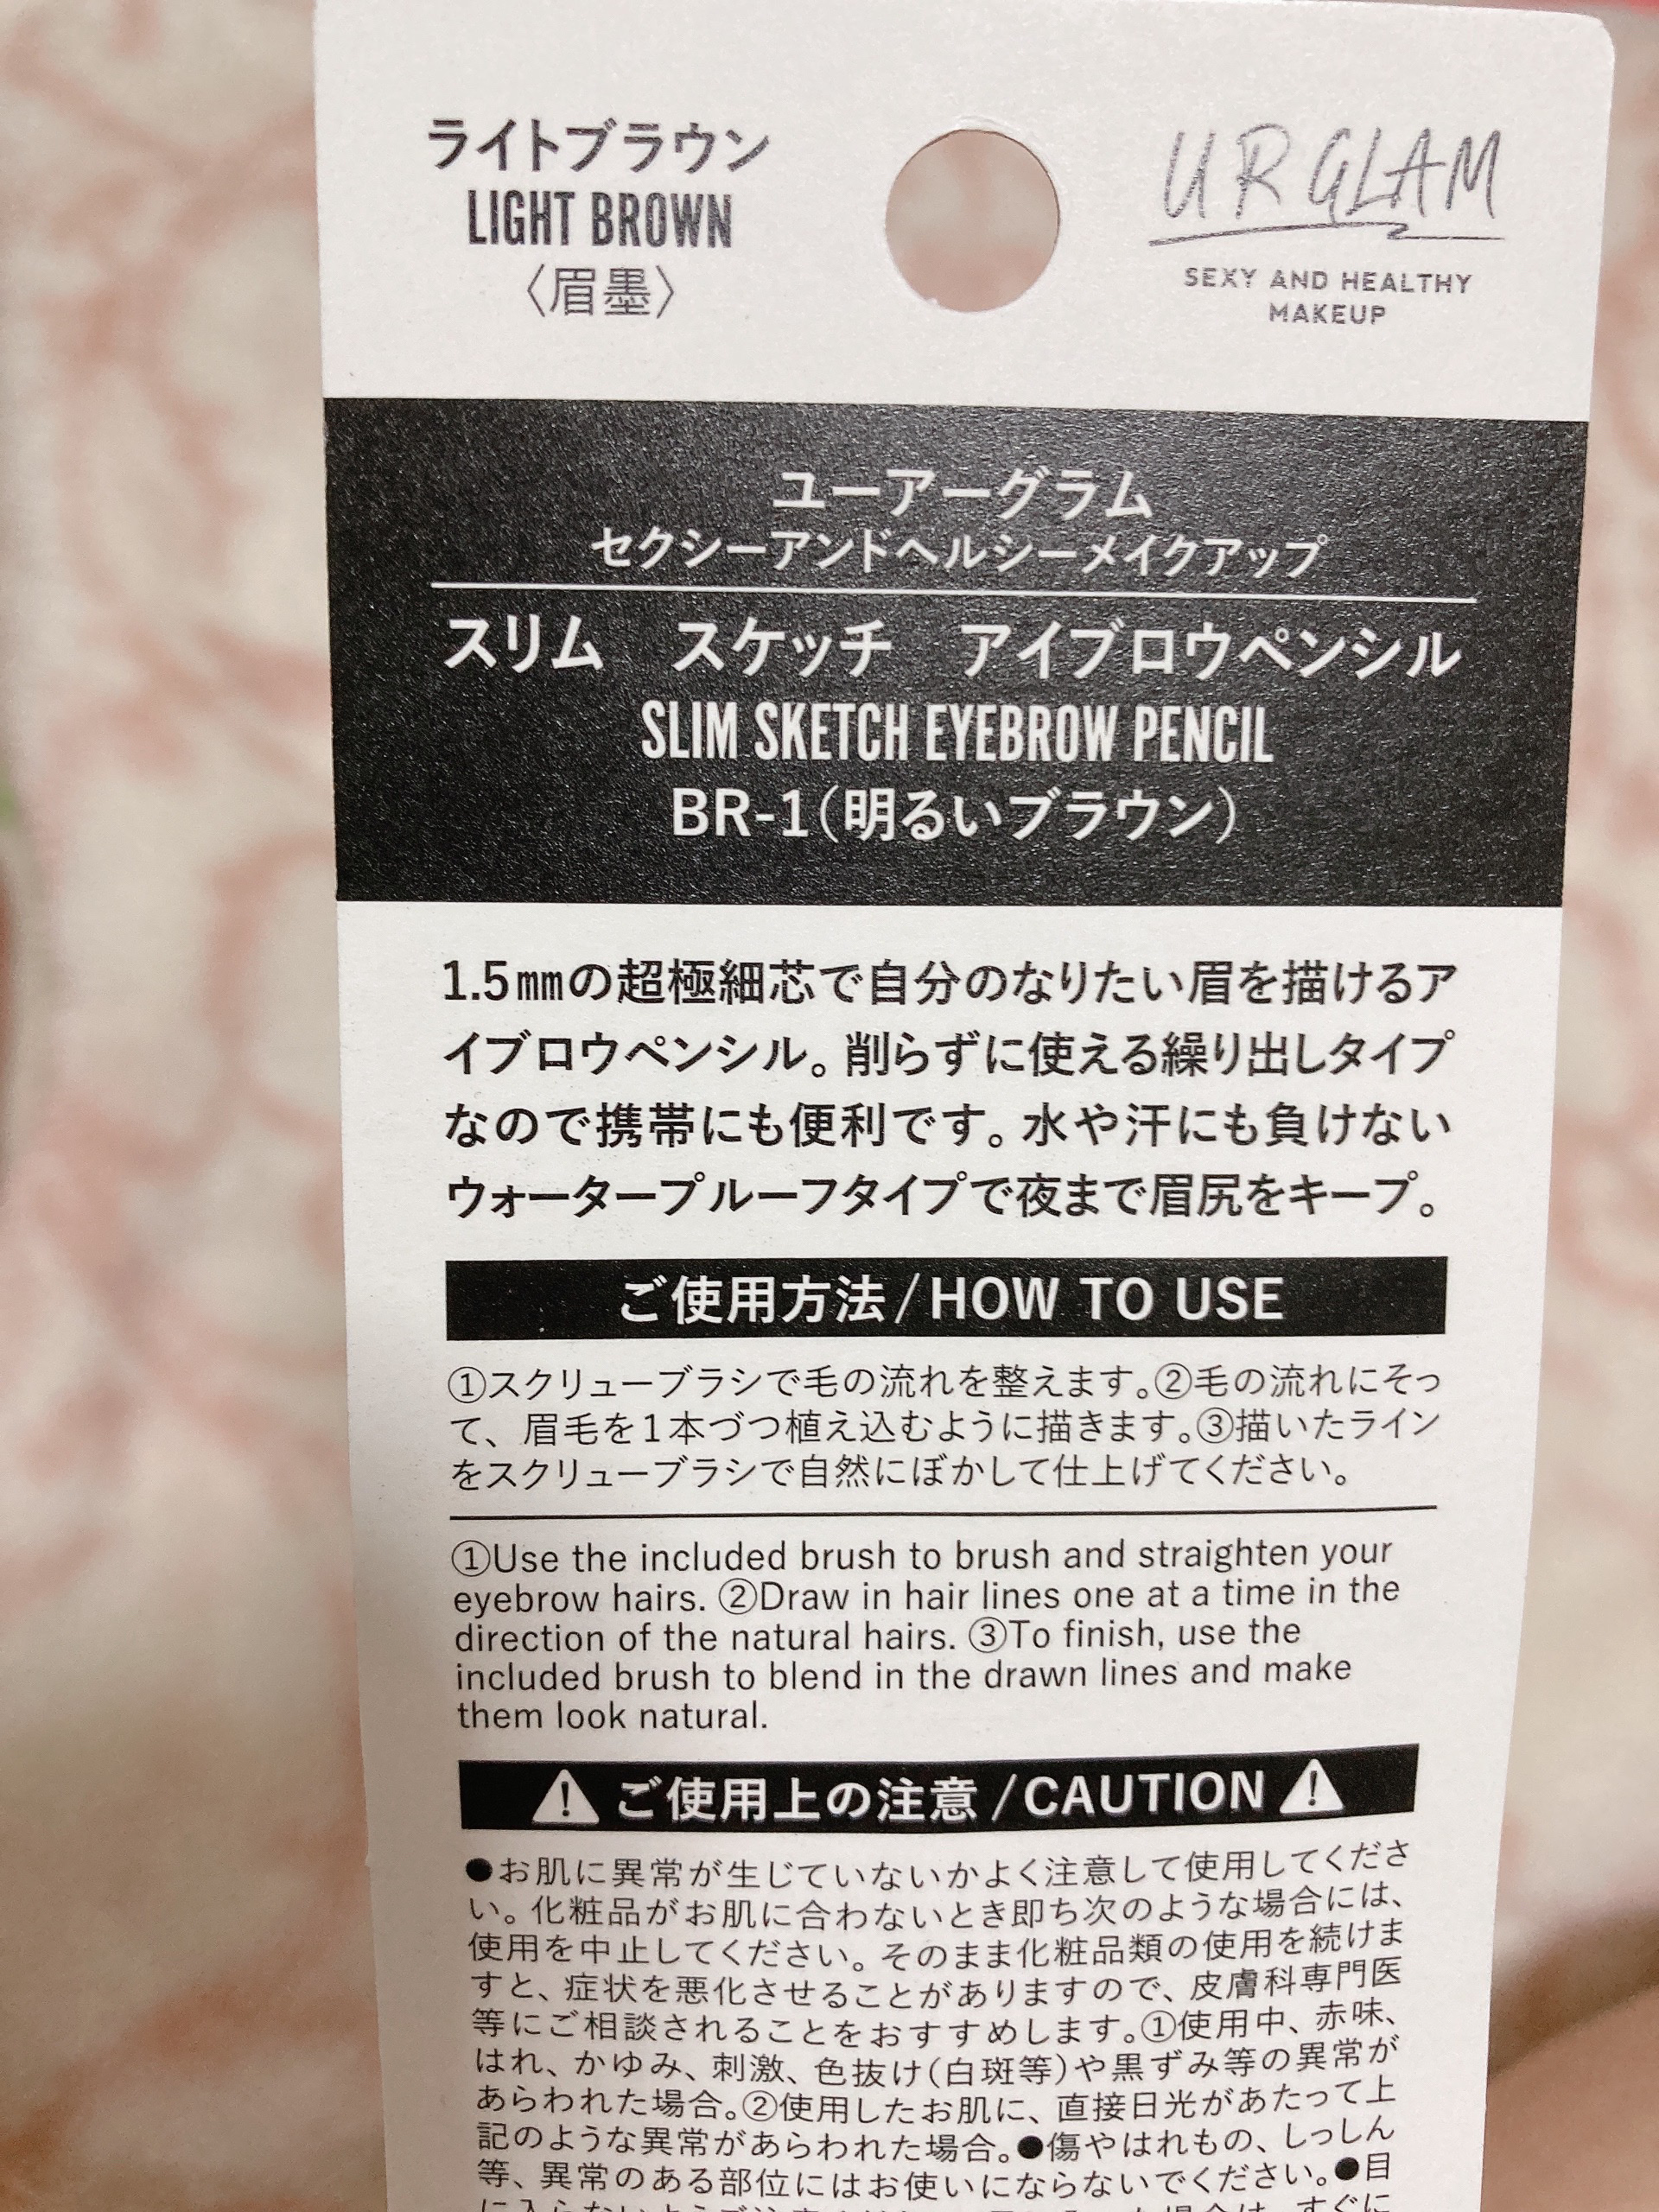 ライトブラウン
LIGHT BROWN
〈眉墨〉
UR GLAM
SEXY AND HEALTHY
MAKEUP
ユーアーグラム
セクシーアンドヘルシーメイクアップ
スリム　スケッチ　アイブロウペンシル
SLIM SKETCH EYEBROW PENCIL
BR-1（明るいブラウン）
1.5㎜の超極細芯で自分のなりたい眉を描けるア
イブロウペンシル。削らずに使える繰り出しタイプ
なので携帯にも便利です。水や汗にも負けない
ウォータープルーフタイプで夜まで眉尻をキープ。
ご使用方法/HOW TO USE
①スクリューブラシで毛の流れを整えます。②毛の流れにそっ
て、眉毛を1本づつ植え込むように描きます。③描いたライン
をスクリューブラシで自然にぼかして仕上げてください。
①Use the included brush to brush and straighten your
eyebrow hairs. ②Draw in hair lines one at a time in the
direction of the natural hairs. ③To finish, use the
included brush to blend in the drawn lines and make
them look natural.
ご使用上の注意/CAUTION
●お肌に異常が生じていないかよく注意して使用してくださ
い。化粧品がお肌に合わないとき即ち次のような場合には、
使用を中止してください。そのまま化粧品類の使用を続けま
すと、症状を悪化させることがありますので、皮膚科専門医
等にご相談されることをおすすめします。①使用中、赤味、
はれ、かゆみ、刺激、色抜け（白斑等）や黒ずみ等の異常が
あらわれた場合。②使用したお肌に、直接日光があたって上
記のような異常があらわれた場合。●傷やはれもの、しっしん
等、異常のある部位にはお使いにならないでください。●目